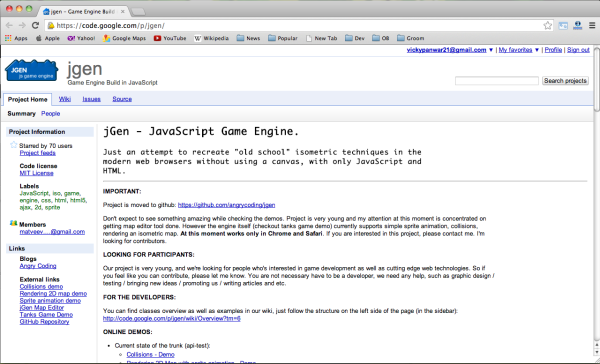 jgen - Game Engine Build
https://code.google.com/p/jgen/
Apps Apple Yahoo! Google Maps YouTube Wikipedia News Popular New Tab Dev OB Groom
vickypanwar21@gmail.com ▼ | My favorites ▼ | Profile | Sign out
JGEN
js game engine
jgen
Game Engine Build in JavaScript
Search projects
Project Home Wiki Issues Source
Summary People
Project Information
Starred by 70 users
Project feeds
Code license
MIT License
Labels
JavaScript, iso, game,
engine, css, html, html5,
ajax, 2d, sprite
Members
matveev....@gmail.com
Links
Blogs
Angry Coding
External links
Collisions demo
Rendering 2D map demo
Sprite animation demo
jGen Map Editor
Tanks Game Demo
GitHub Repository
jGen - JavaScript Game Engine.
Just an attempt to recreate "old school" isometric techniques in the
modern web browsers without using a canvas, with only JavaScript and
HTML.
IMPORTANT:
Project is moved to github: https://github.com/angrycoding/jgen
Don't expect to see something amazing while checking the demos. Project is very young and my attention at this moment is concentrated on
getting map editor tool done. However the engine itself (checkout tanks game demo) currently supports simple sprite animation, collisions,
rendering an isometric map. At this moment works only in Chrome and Safari. If you are interested in this project, please contact me. I'm
looking for contributors.
LOOKING FOR PARTICIPANTS:
Our project is very young, and we're looking for people who's interested in game development as well as cutting edge web technologies. So if
you feel like you can contribute, please let me know. You are not necessary have to be a developer, we need any help, such as graphic design /
testing / bringing new ideas / promoting us / writing articles and etc.
FOR THE DEVELOPERS:
You can find classes overview as well as examples in our wiki, just follow the structure on the left side of the page (in the sidebar):
http://code.google.com/p/jgen/wiki/Overview?tm=6
ONLINE DEMOS:
• Current state of the trunk (api-test):
○ Collisions - Demo
○ Rendering 2D Map with sprite animation - Demo